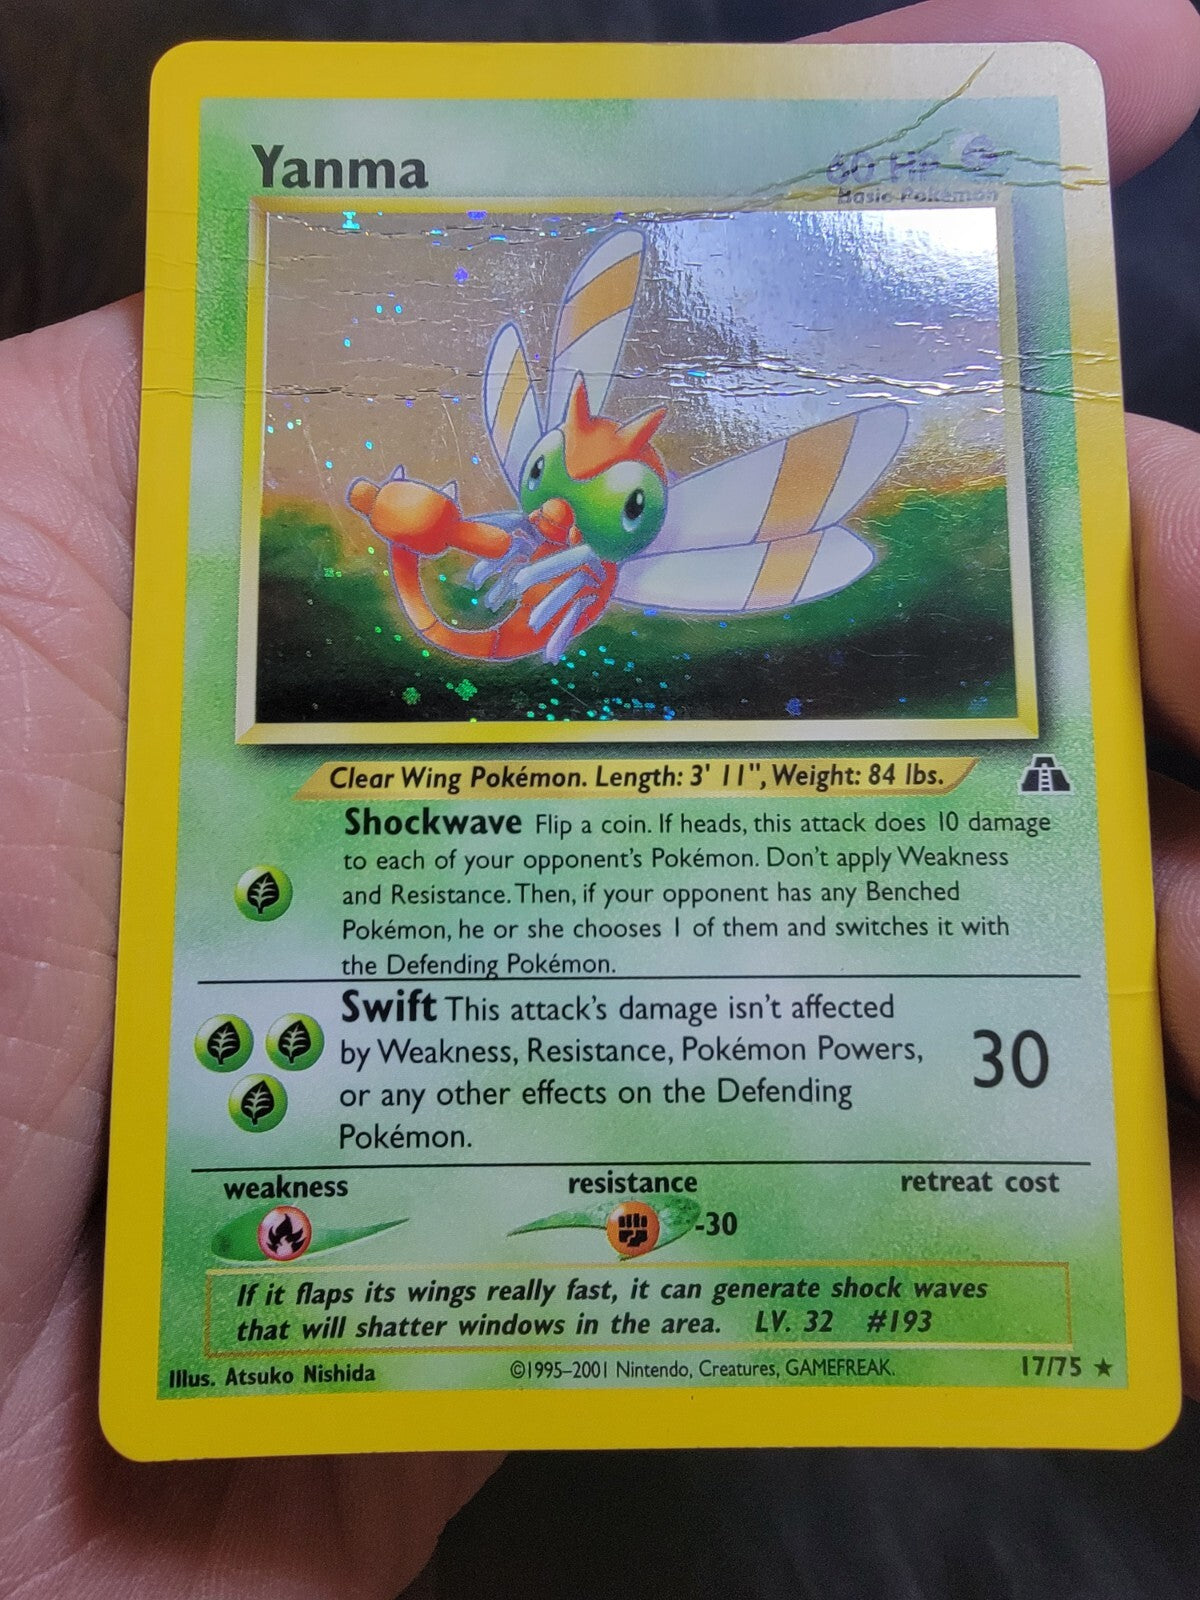 Yanma
60 HP
Basic Pokémon
Clear Wing Pokémon. Length: 3' 11", Weight: 84 lbs.
Shockwave Flip a coin. If heads, this attack does 10 damage
to each of your opponent's Pokémon. Don't apply Weakness
and Resistance. Then, if your opponent has any Benched
Pokémon, he or she chooses 1 of them and switches it with
the Defending Pokémon.
Swift This attack's damage isn't affected
by Weakness, Resistance, Pokémon Powers,
or any other effects on the Defending
Pokémon.
30
weakness resistance retreat cost
-30
If it flaps its wings really fast, it can generate shock waves
that will shatter windows in the area. LV. 32 #193
Illus. Atsuko Nishida ©1995–2001 Nintendo, Creatures, GAMEFREAK. 17/75 ★